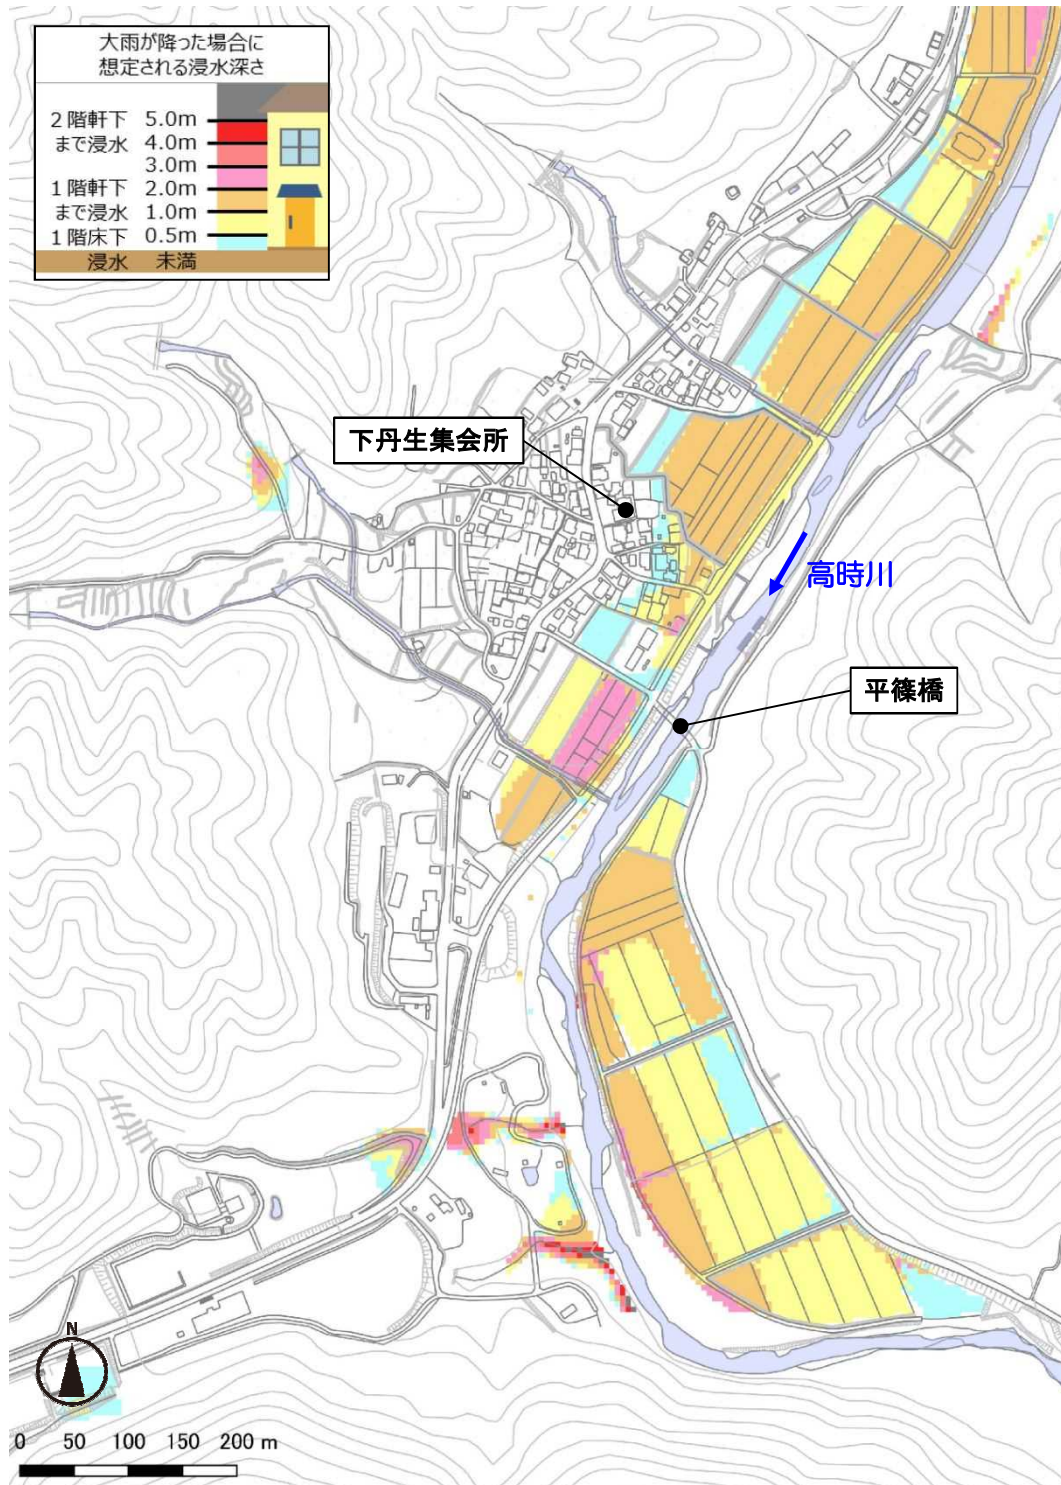 大雨が降った場合に
想定される浸水深さ
2階軒下 5.0m
まで浸水 4.0m
3.0m
1階軒下 2.0m
まで浸水 1.0m
1階床下 0.5m
浸水 未満
下丹生集会所
高時川
平篠橋
N
0 50 100 150 200 m